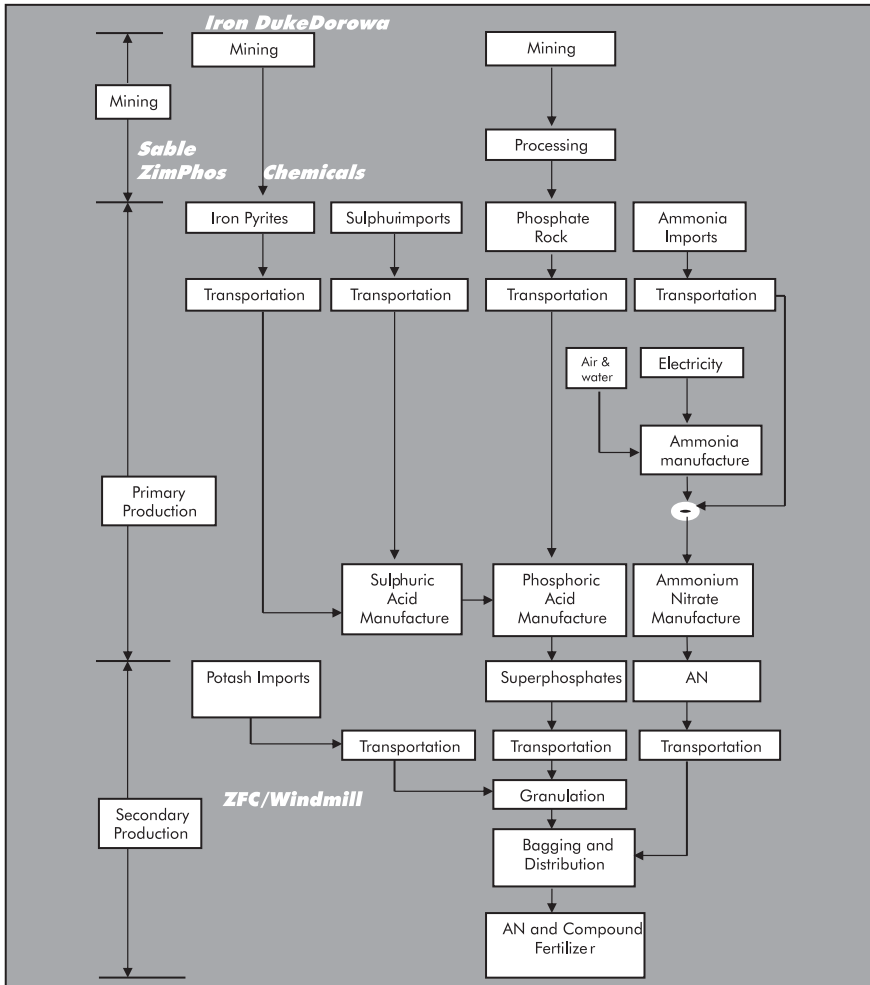 Iron DukeDorowa
Mining
Mining
Mining
Processing
Sable
ZimPhos Chemicals
Iron Pyrites
Sulphurimports
Phosphate
Rock
Ammonia
Imports
Transportation
Transportation
Transportation
Transportation
Air &
water
Electricity
Ammonia
manufacture
Primary
Production
Sulphuric
Acid
Manufacture
Phosphoric
Acid
Manufacture
Ammonium
Nitrate
Manufacture
Potash Imports
Superphosphates
AN
Transportation
Transportation
Transportation
ZFC/Windmill
Granulation
Secondary
Production
Bagging and
Distribution
AN and Compound
Fertilizer